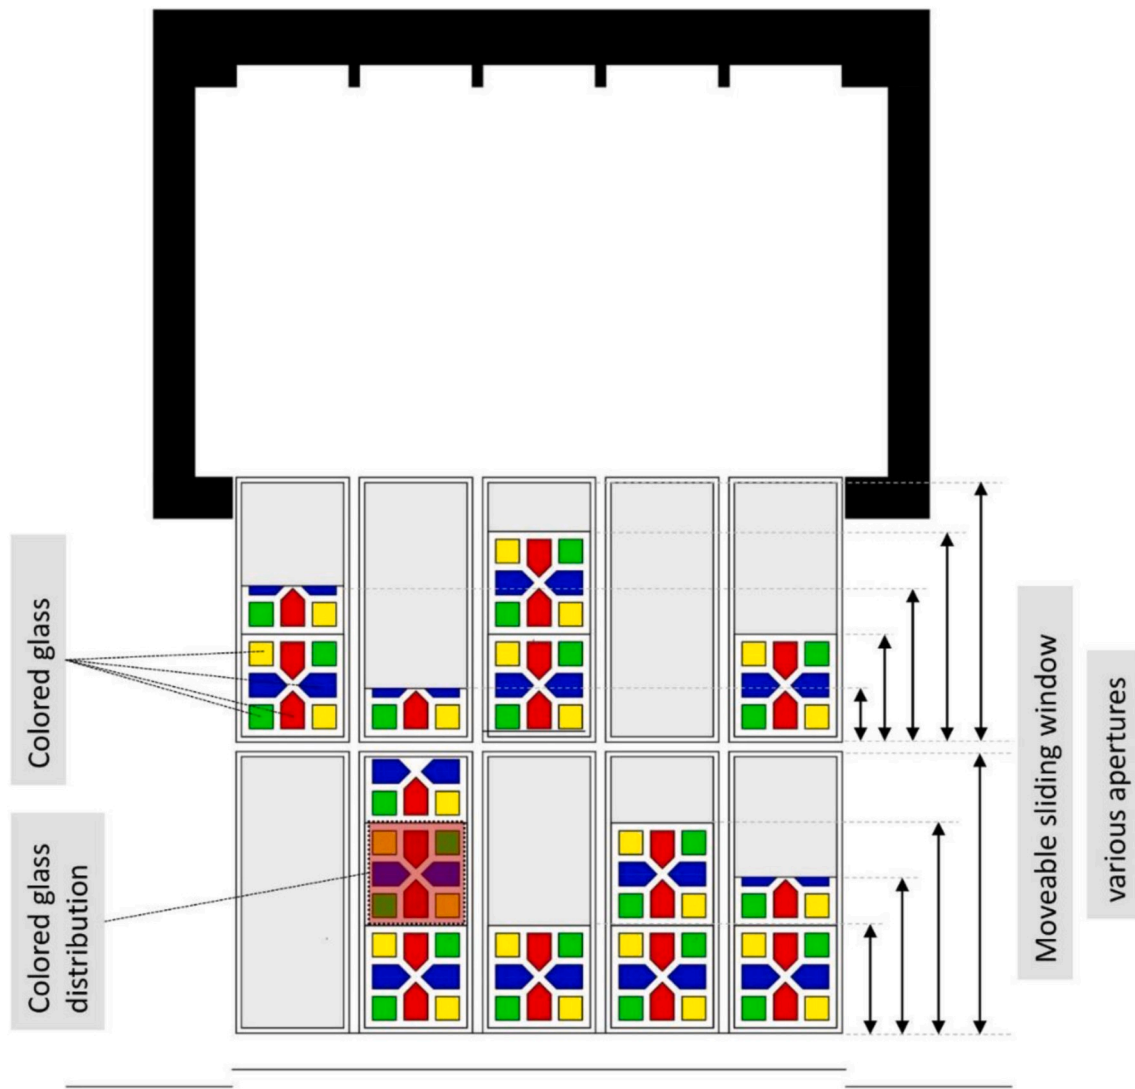 Colored glass
Colored glass
distribution
Moveable sliding window
various apertures